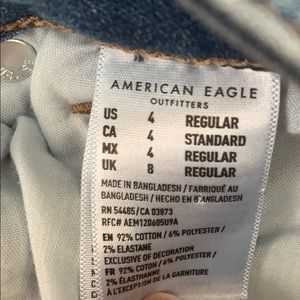 AMERICAN EAGLE
OUTFITTERS
US 4 REGULAR
CA 4 STANDARD
MX 4 REGULAR
UK 8 REGULAR
MADE IN BANGLADESH / FABRIQUÉ AU
BANGLADESH / HECHO EN BANGLADESH
RN 54485/CA 03873
RFC# AEM120605U9A
EN 92% COTTON / 6% POLYESTER /
2% ELASTANE
EXCLUSIVE OF DECORATION
FR 92% COTON / 6% POLYESTER /
2% ÉLASTHANNE
À L'EXCEPTION DE LA GARNITURE